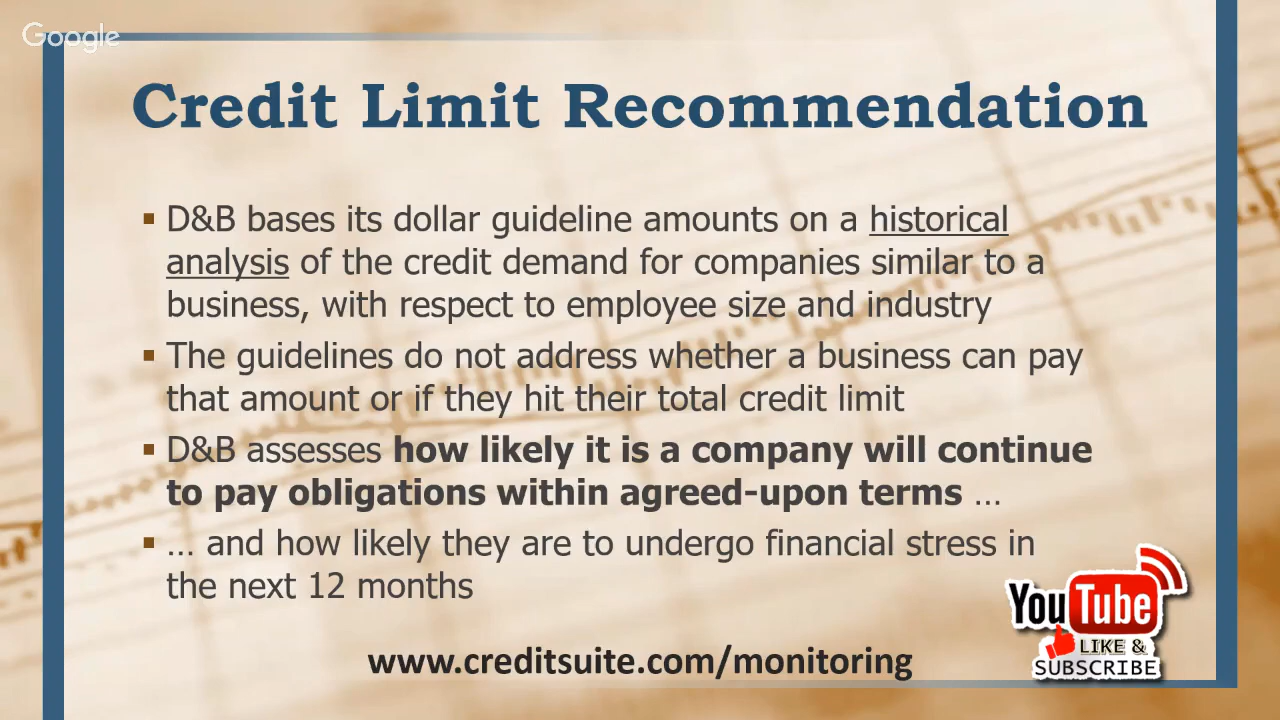 Google
Credit Limit Recommendation
▪ D&B bases its dollar guideline amounts on a historical
analysis of the credit demand for companies similar to a
business, with respect to employee size and industry
▪ The guidelines do not address whether a business can pay
that amount or if they hit their total credit limit
▪ D&B assesses how likely it is a company will continue
to pay obligations within agreed-upon terms …
▪ … and how likely they are to undergo financial stress in
the next 12 months
YouTube
LIKE &
SUBSCRIBE
www.creditsuite.com/monitoring